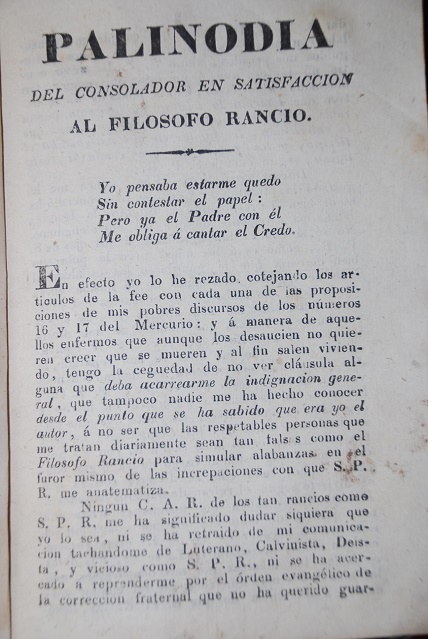 PALINODIA
DEL CONSOLADOR EN SATISFACCION
AL FILOSOFO RANCIO.
Yo pensaba estarme quedo
Sin contestar el papel:
Pero ya el Padre con él
Me obliga á cantar el Credo.
En efecto yo lo he rezado cotejando los ar-
tículos de la fee con cada una de las proposi-
ciones de mis pobres discursos de los números
16 y 17 del Mercurio: y á manera de aque-
llos enfermos que aunque los desaucien no quie-
ren creer que se mueren y al fin salen vivien-
do, tengo la ceguedad de no ver cláusula al-
guna que deba acarrearme la indignacion gene-
ral, que tampoco nadie me ha hecho conocer
desde el punto que se ha sabido que era yo el
autor, á no ser que las respetables personas que
me tratan diariamente sean tan falsas como el
Filosofo Rancio para simular alabanzas en el
furor mismo de las increpaciones con que S. P.
R. me anatematiza.
Ningun C. A. R. de los tan rancios como
S. P. R. me ha significado dudar siquiera que
yo lo sea, ni se ha retraido de mi comunica-
cion tachandome de Luterano, Calvinista, Deis-
ta, y vicioso como S. P. R., ni se ha acer-
cado a reprenderme por el órden evangélico de
la correccion fraternal que no ha querido guar-